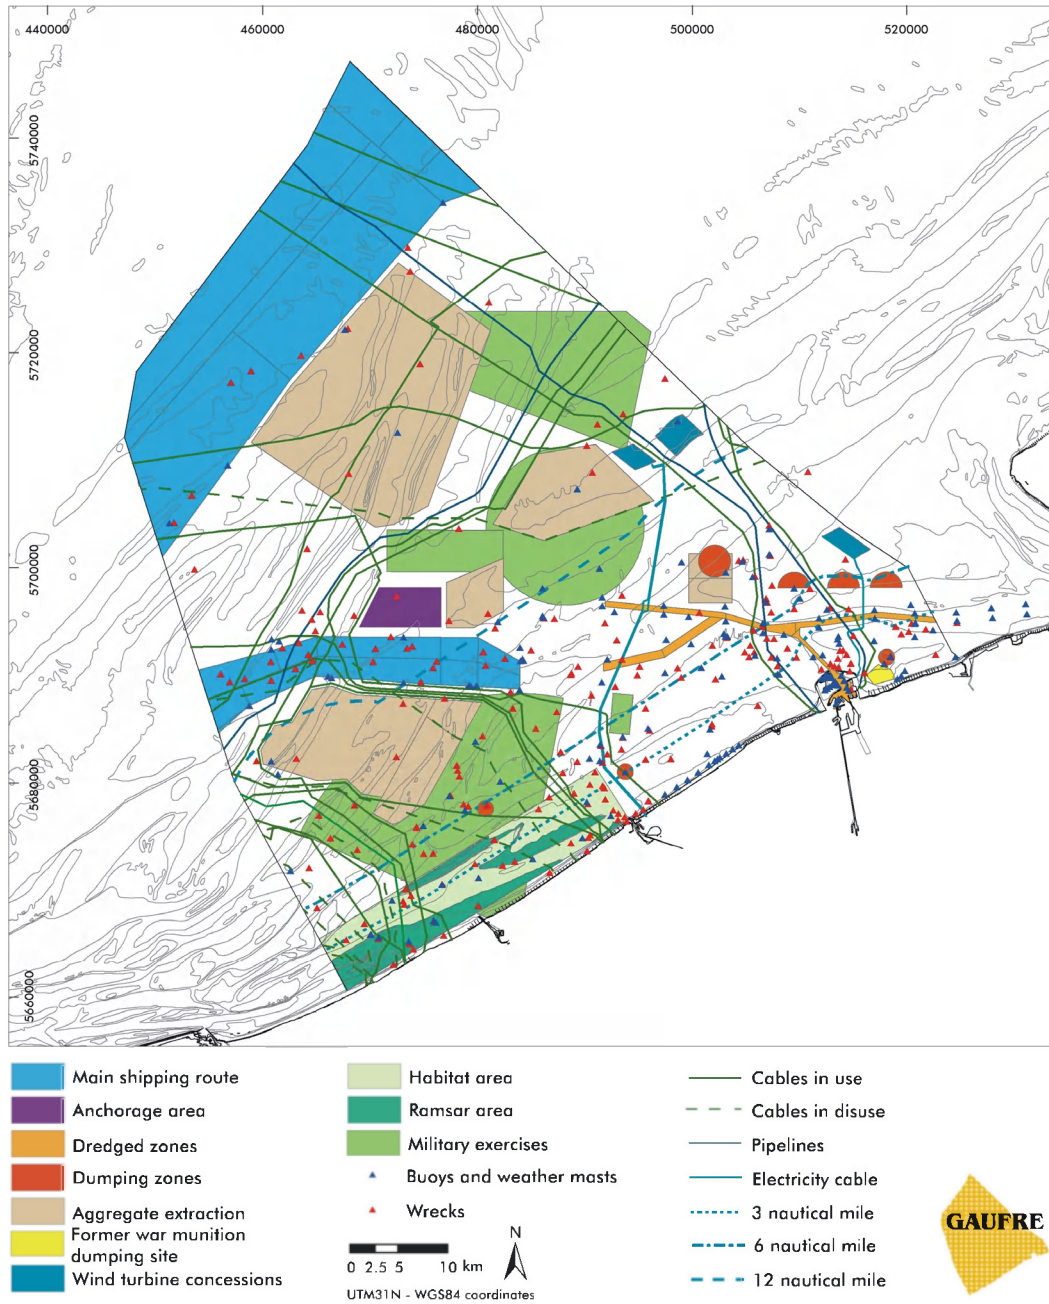 440000 460000 480000 500000 520000
5740000
5720000
5700000
5680000
5660000
Main shipping route
Anchorage area
Dredged zones
Dumping zones
Aggregate extraction
Former war munition
dumping site
Wind turbine concessions
Habitat area
Ramsar area
Military exercises
Buoys and weather masts
Wrecks
N
0 2.5 5 10 km
UTM31N - WGS84 coordinates
Cables in use
Cables in disuse
Pipelines
Electricity cable
3 nautical mile
6 nautical mile
12 nautical mile
GAUFRE